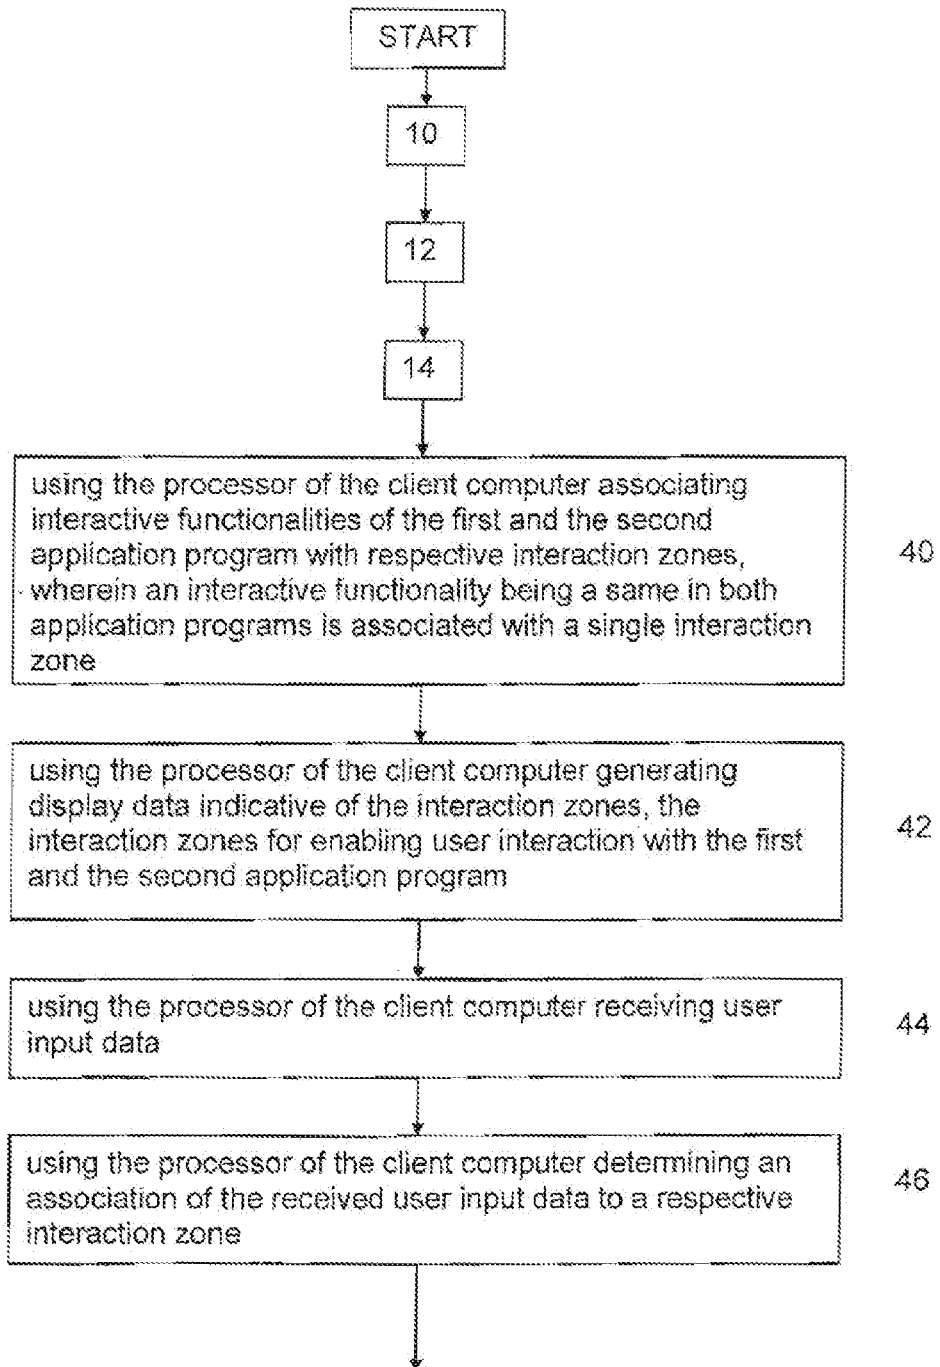 START
10
12
14
using the processor of the client computer associating
interactive functionalities of the first and the second
application program with respective interaction zones,
wherein an interactive functionality being a same in both
application programs is associated with a single interaction
zone
40
using the processor of the client computer generating
display data indicative of the interaction zones, the
interaction zones for enabling user interaction with the first
and the second application program
42
using the processor of the client computer receiving user
input data
44
using the processor of the client computer determining an
association of the received user input data to a respective
interaction zone
46